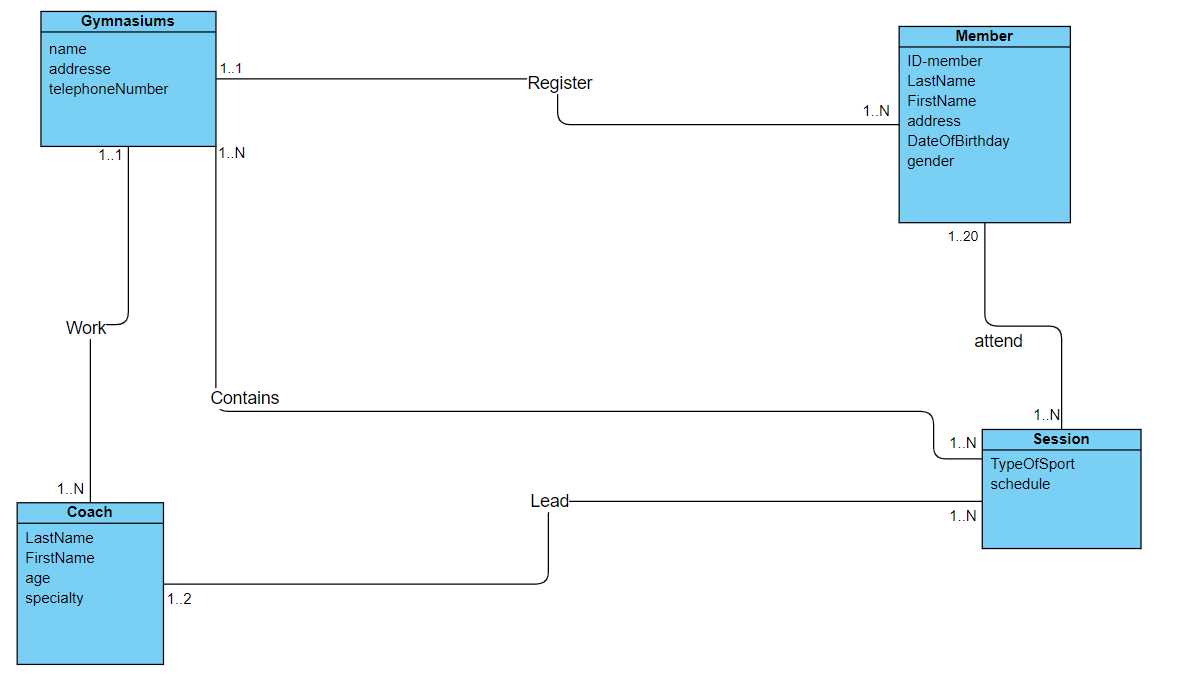 Gymnasiums
name
addresse
telephoneNumber
1..1
Register
1..N
Member
ID-member
LastName
FirstName
address
DateOfBirthday
gender
1..1
1..N
1..20
Work
attend
Contains
1..N
1..N
Session
TypeOfSport
schedule
1..N
Lead
1..N
Coach
LastName
FirstName
age
specialty
1..2